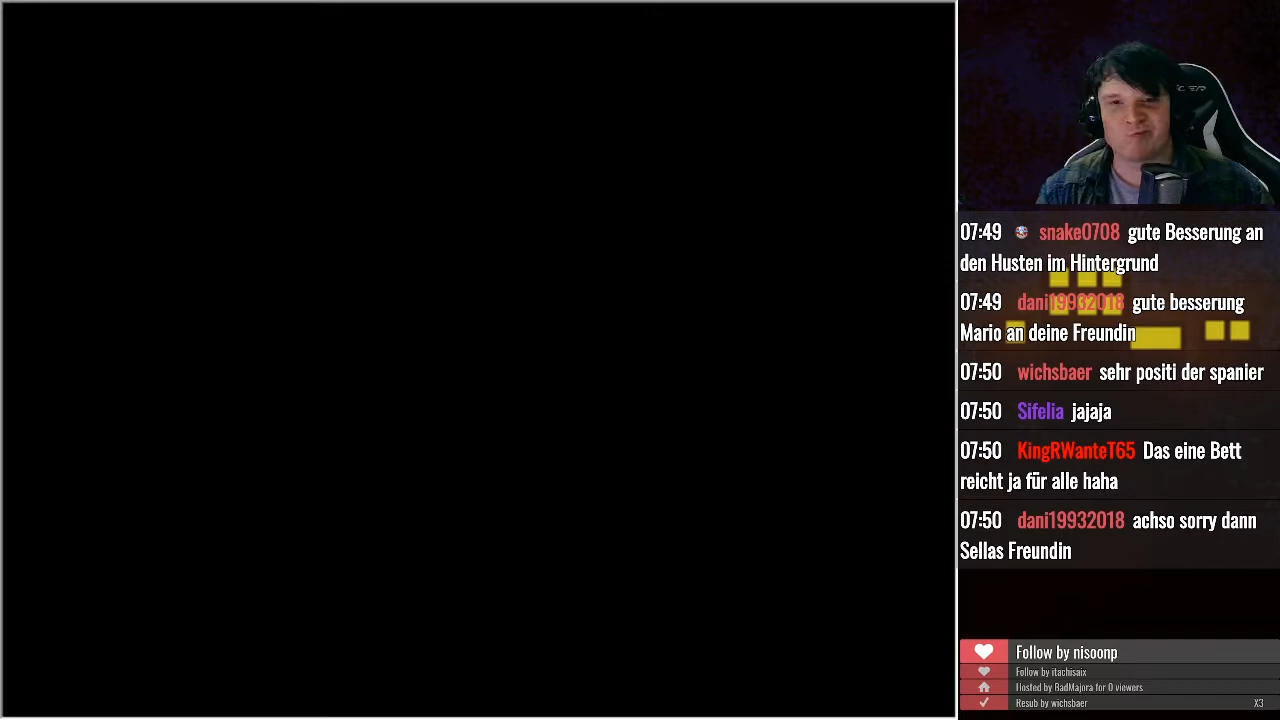 07:49 snake0708 gute Besserung an
den Husten im Hintergrund
07:49 dani19932018 gute besserung
Mario an deine Freundin
07:50 wichsbaer sehr positi der spanier
07:50 Sifelia jajaja
07:50 KingRWanteT65 Das eine Bett
reicht ja für alle haha
07:50 dani19932018 achso sorry dann
Sellas Freundin
Follow by nisoonp
Follow by itachisaix
Hosted by BadMajora for 0 viewers
Resub by wichsbaer X3